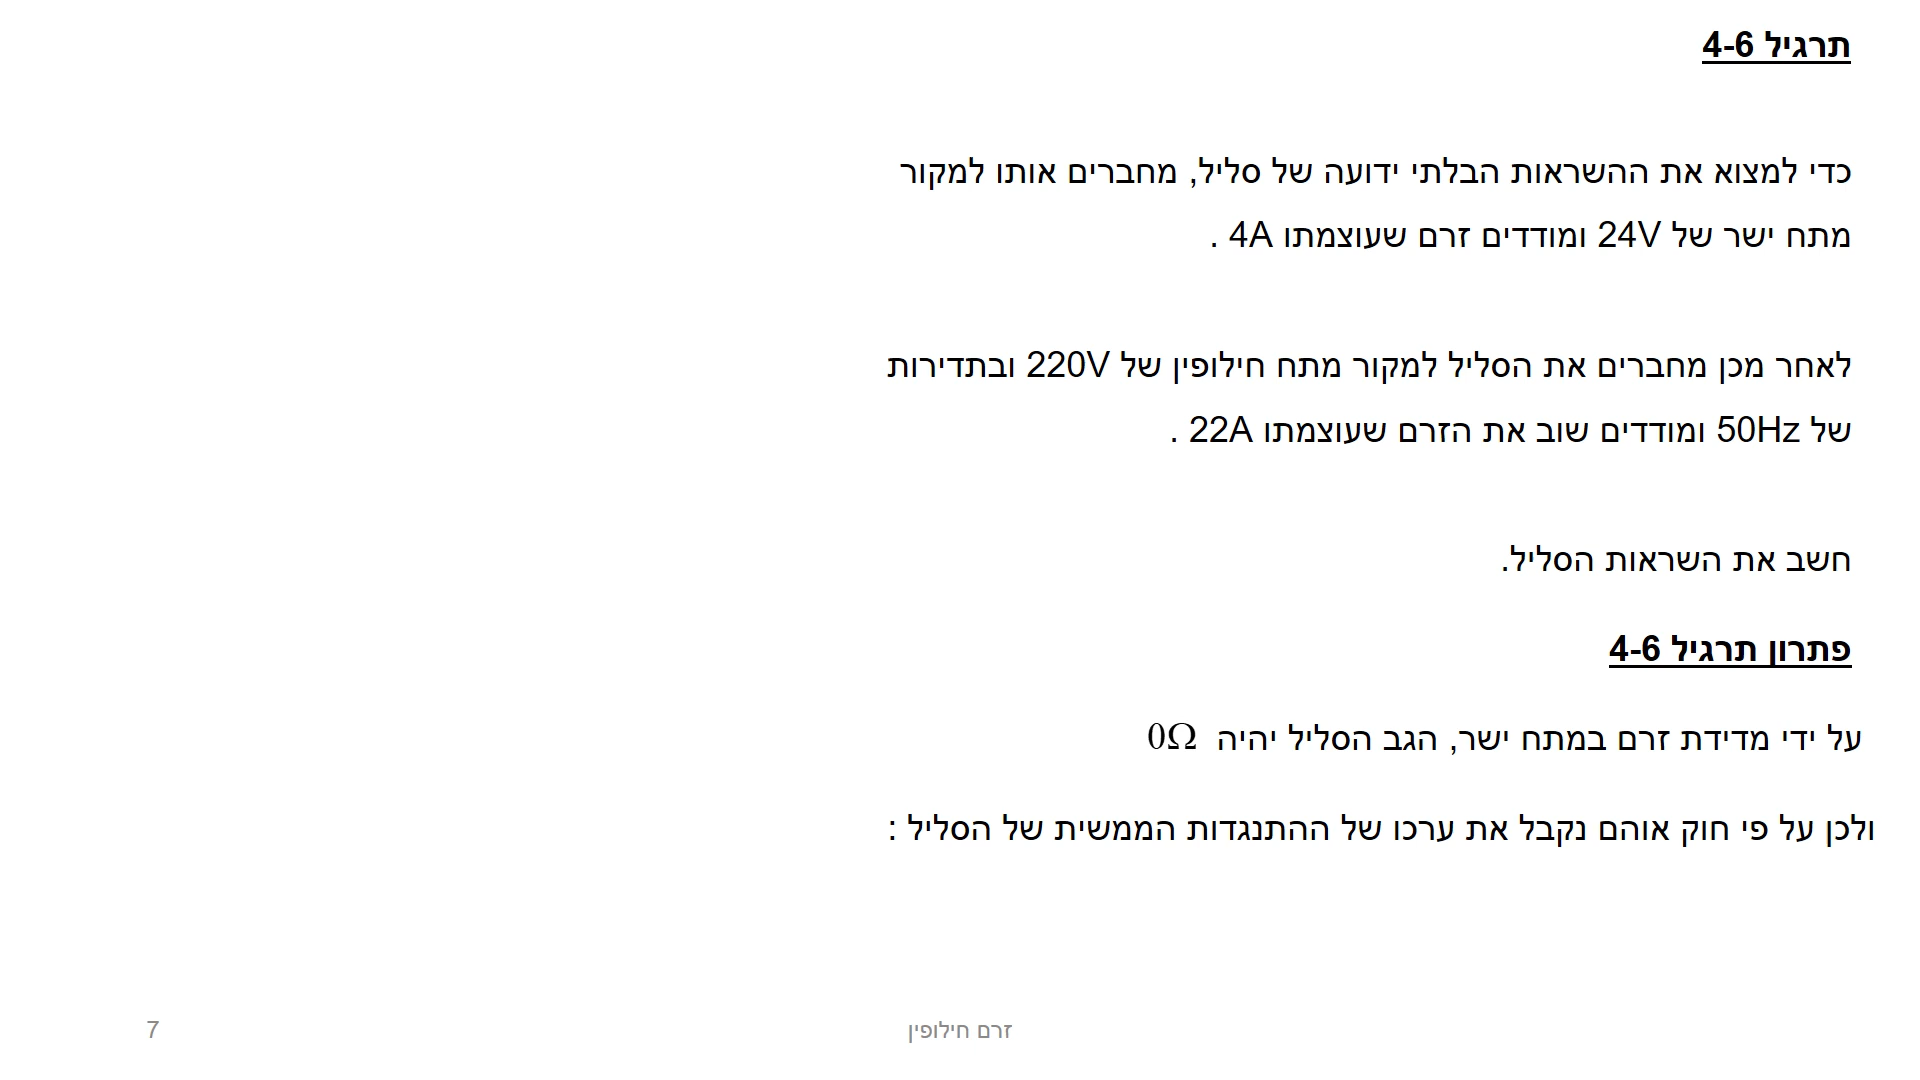 תרגיל 4-6
כדי למצוא את ההשראות הבלתי ידועה של סליל, מחברים אותו למקור
מתח ישר של 24V ומודדים זרם שעוצמתו 4A .
לאחר מכן מחברים את הסליל למקור מתח חילופין של 220V ובתדירות
של 50Hz ומודדים שוב את הזרם שעוצמתו 22A .
חשב את השראות הסליל.
פתרון תרגיל 4-6
על ידי מדידת זרם במתח ישר, הגב הסליל יהיה 0Ω
ולכן על פי חוק אוהם נקבל את ערכו של ההתנגדות הממשית של הסליל :
זרם חילופין
7